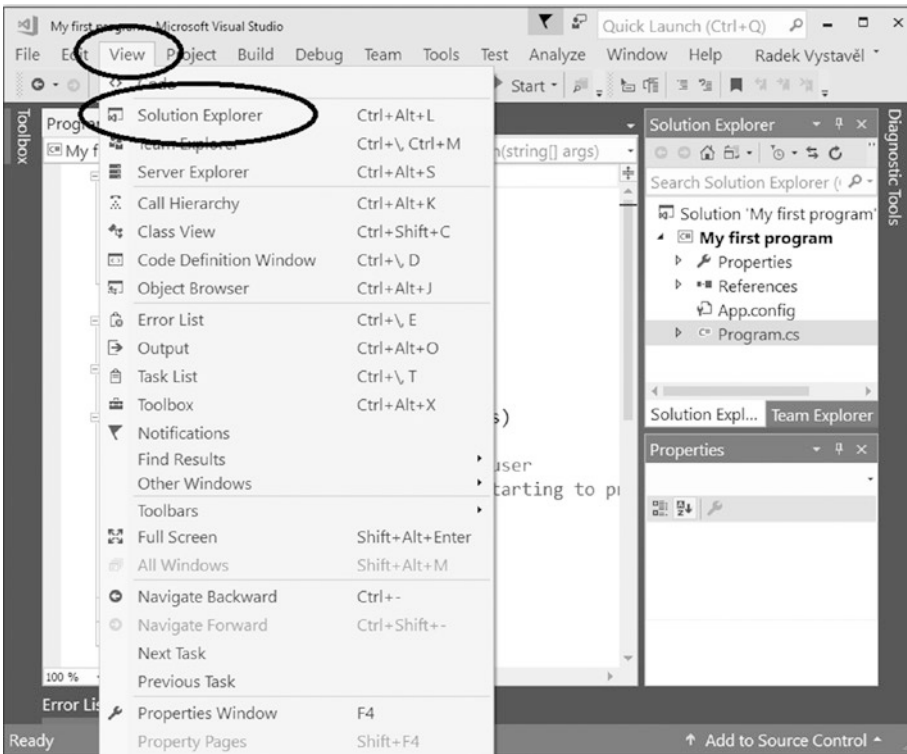 My first program - Microsoft Visual Studio
Quick Launch (Ctrl+Q)
File Edit View Project Build Debug Team Tools Test Analyze Window Help Radek Vystavěl
Start
Toolbox
Code
Solution Explorer Ctrl+Alt+L
Team Explorer Ctrl+\, Ctrl+M
Server Explorer Ctrl+Alt+S
Call Hierarchy Ctrl+Alt+K
Class View Ctrl+Shift+C
Code Definition Window Ctrl+\, D
Object Browser Ctrl+Alt+J
Error List Ctrl+\, E
Output Ctrl+Alt+O
Task List Ctrl+\, T
Toolbox Ctrl+Alt+X
Notifications
Find Results
Other Windows
Toolbars
Full Screen Shift+Alt+Enter
All Windows Shift+Alt+M
Navigate Backward Ctrl+-
Navigate Forward Ctrl+Shift+-
Next Task
Previous Task
Properties Window F4
Property Pages Shift+F4
Progra
My f
(string[] args)
s)
user
tarting to pr
100 %
Error Lis
Solution Explorer
Search Solution Explorer (
Solution 'My first program'
My first program
Properties
References
App.config
C# Program.cs
Solution Expl... Team Explorer
Properties
Diagnostic Tools
Ready
Add to Source Control